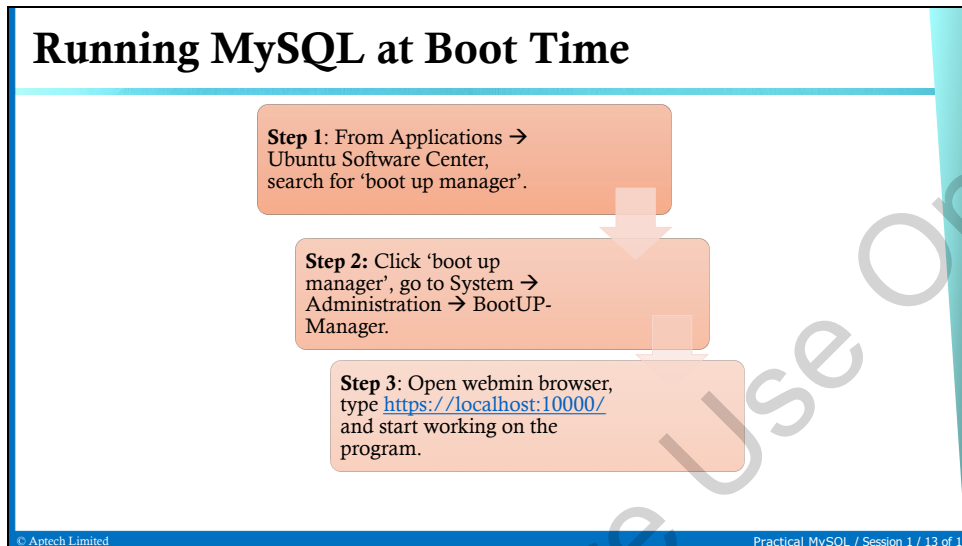 Running MySQL at Boot Time
Step 1: From Applications →
Ubuntu Software Center,
search for ‘boot up manager’.
Step 2: Click ‘boot up
manager’, go to System →
Administration → BootUP-
Manager.
Step 3: Open webmin browser,
type https://localhost:10000/
and start working on the
program.
Use
© Aptech Limited
Practical MySQL / Session 1 / 13 of 1